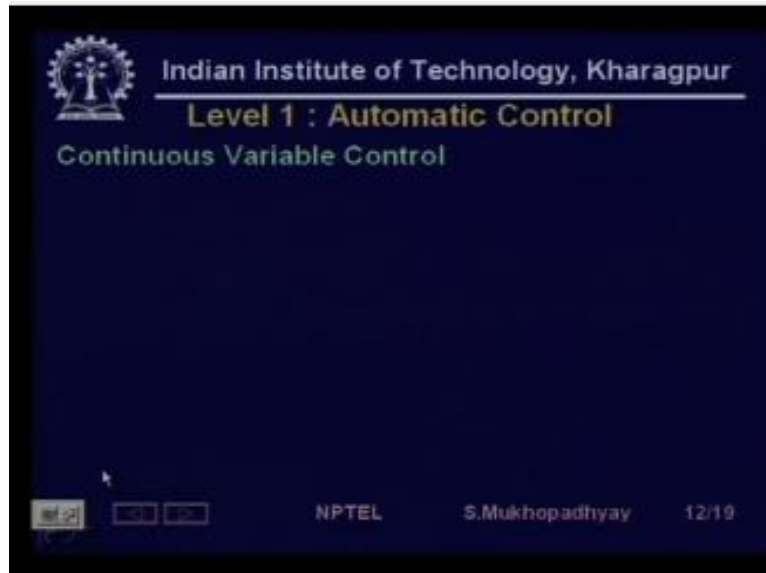 Indian Institute of Technology, Kharagpur
Level 1 : Automatic Control
Continuous Variable Control
NPTEL S.Mukhopadhyay 12/19